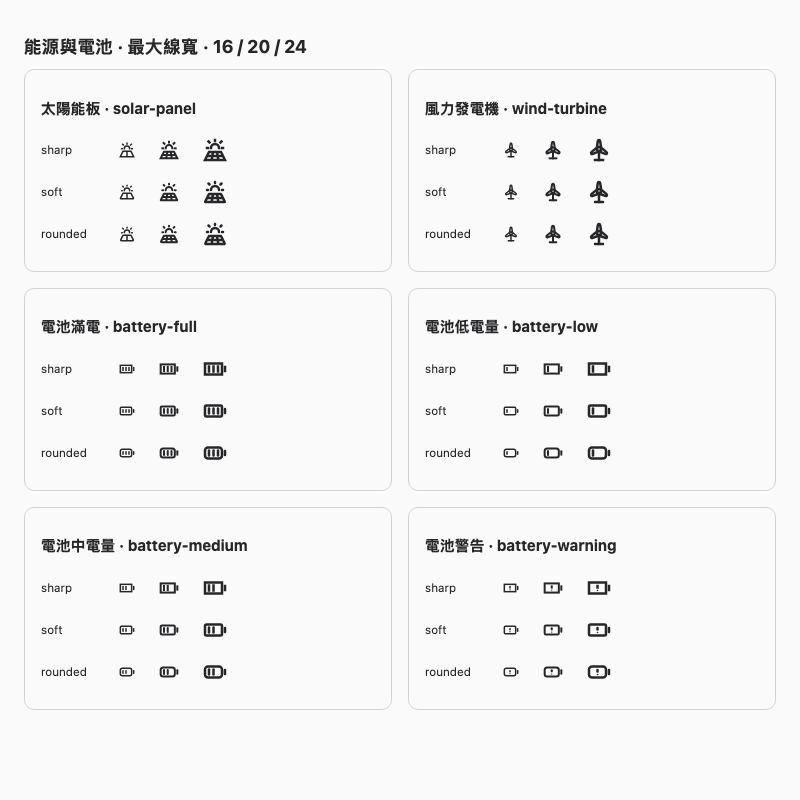 能源與電池 · 最大線寬 · 16 / 20 / 24
太陽能板 · solar-panel
sharp
soft
rounded
風力發電機 · wind-turbine
sharp
soft
rounded
電池滿電 · battery-full
sharp
soft
rounded
電池低電量 · battery-low
sharp
soft
rounded
電池中電量 · battery-medium
sharp
soft
rounded
電池警告 · battery-warning
sharp
soft
rounded